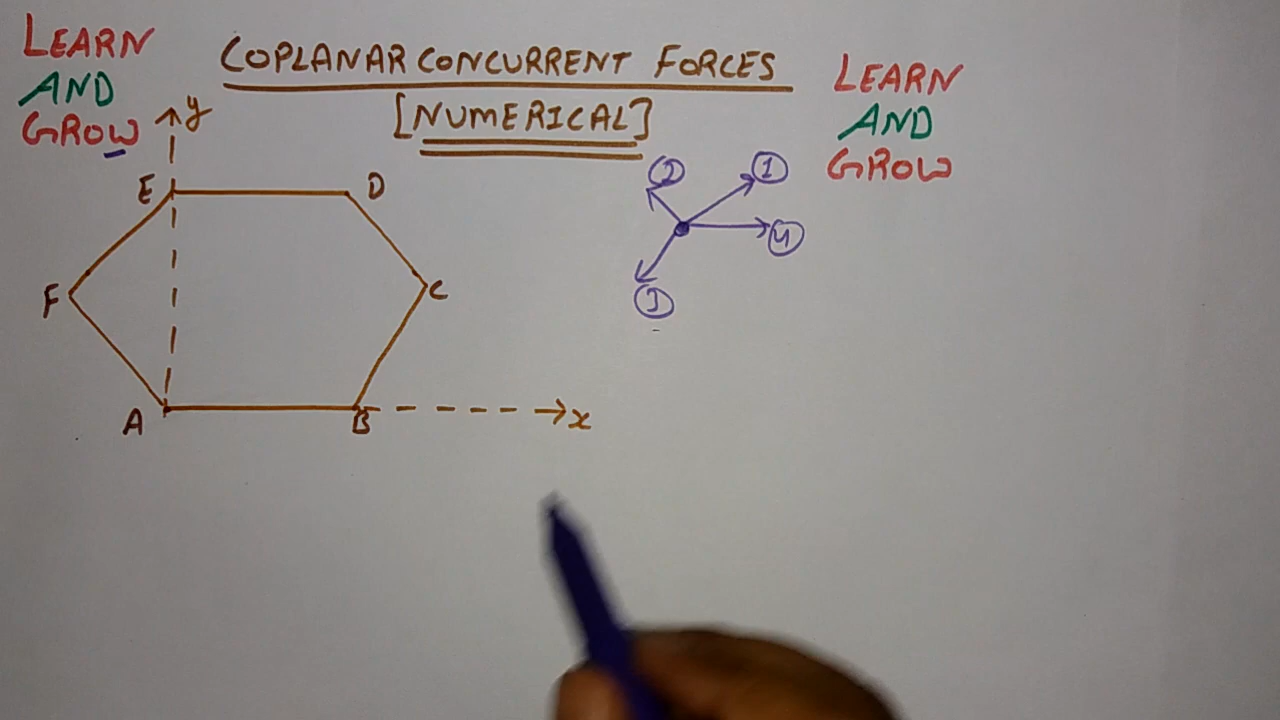 LEARN
AND
GROW
COPLANAR CONCURRENT FORCES
[NUMERICAL]
LEARN
AND
GROW
y
E
D
F
C
A
B
x
2
1
4
3